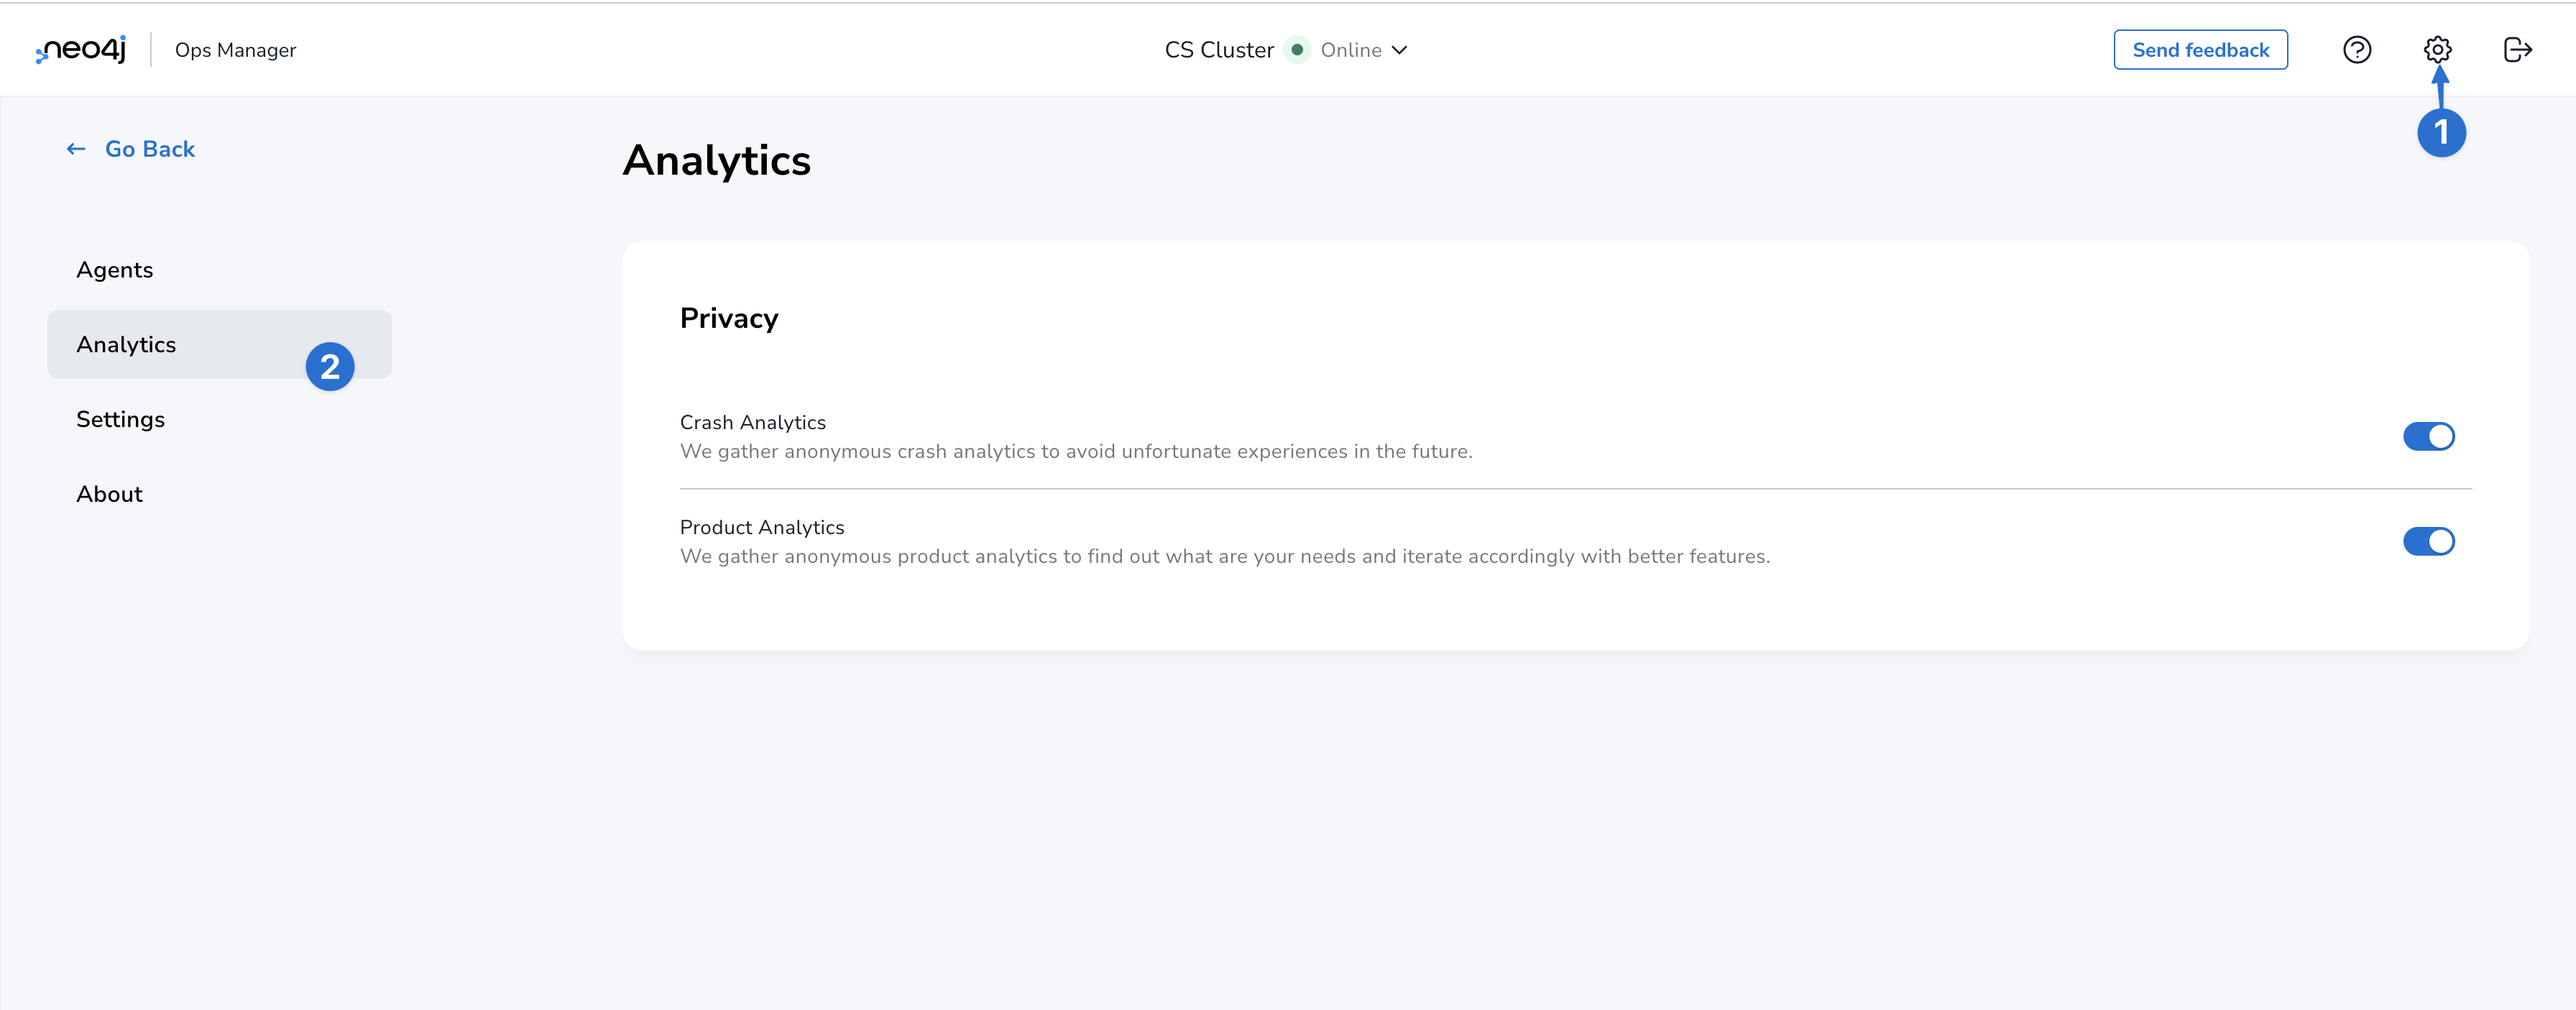 neo4j
Ops Manager
CS Cluster Online
Send feedback
1
Go Back
Analytics
Agents
Analytics
2
Settings
About
Privacy
Crash Analytics
We gather anonymous crash analytics to avoid unfortunate experiences in the future.
Product Analytics
We gather anonymous product analytics to find out what are your needs and iterate accordingly with better features.